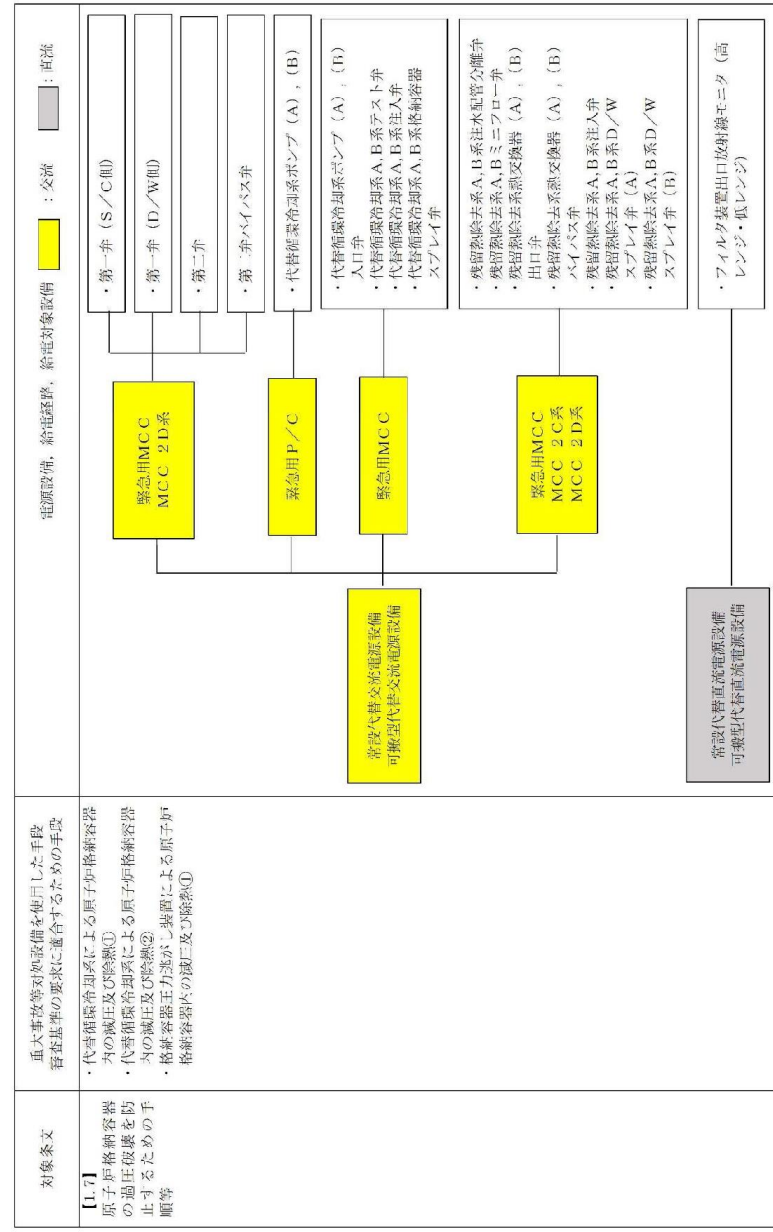 対象条文
重大事故等対処設備を使用した手段
審査基準の要求に適合するための手段
電源設備，給電経路，給電対象設備 ：交流 ：直流
【1.7】
原子炉格納容器
の過圧破壊を防
止するための手
順等
・代替循環冷却系による原子炉格納容器
内の減圧及び除熱①
・代替循環冷却系による原子炉格納容器
内の減圧及び除熱②
・格納容器圧力逃がし装置による原子炉
格納容器内の減圧及び除熱①
常設代替交流電源設備
可搬型代替交流電源設備
緊急用MCC
MCC 2D系
・第一弁（S／C側）
・第一弁（D／W側）
・第二弁
・第二弁バイパス弁
緊急用P／C
・代替循環冷却系ポンプ（A），（B）
緊急用MCC
・代替循環冷却系ポンプ（A），（B）
入口弁
・代替循環冷却系A,B系テスト弁
・代替循環冷却系A,B系注入弁
・代替循環冷却系A,B系格納容器
スプレイ弁
緊急用MCC
MCC 2C系
MCC 2D系
・残留熱除去系A,B系注水配管分離弁
・残留熱除去系A,Bミニフロー弁
・残留熱除去系熱交換器（A），（B）
出口弁
・残留熱除去系熱交換器（A），（B）
バイパス弁
・残留熱除去系A,B系注入弁
・残留熱除去系A,B系D／W
スプレイ弁（A）
・残留熱除去系A,B系D／W
スプレイ弁（B）
常設代替直流電源設備
可搬型代替直流電源設備
・フィルタ装置出口放射線モニタ（高
レンジ・低レンジ）